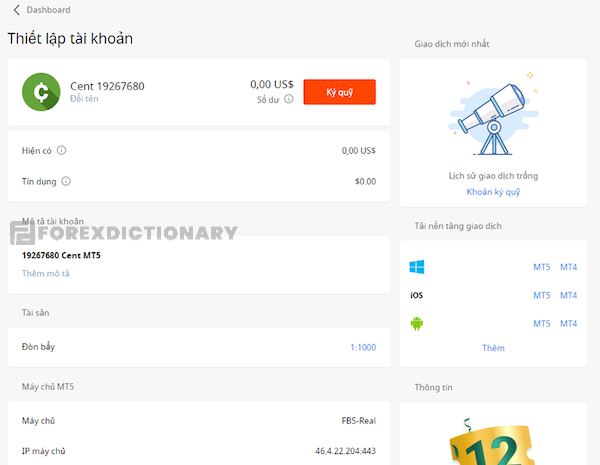 Dashboard
Thiết lập tài khoản
Cent 19267680
Đổi tên
0,00 US$
Số dư
Ký quỹ
Hiện có
0,00 US$
Tín dụng
$0.00
Mô tả tài khoản
FOREXDICTIONARY
19267680 Cent MT5
Thêm mô tả
Tài sản
Đòn bẩy
1:1000
Máy chủ MT5
Máy chủ
FBS-Real
IP máy chủ
46.4.22.204:443
Giao dịch mới nhất
Lịch sử giao dịch trống
Khoản ký quỹ
Tải nền tảng giao dịch
MT5 MT4
iOS MT5 MT4
MT5 MT4
Thêm
Thông tin
12